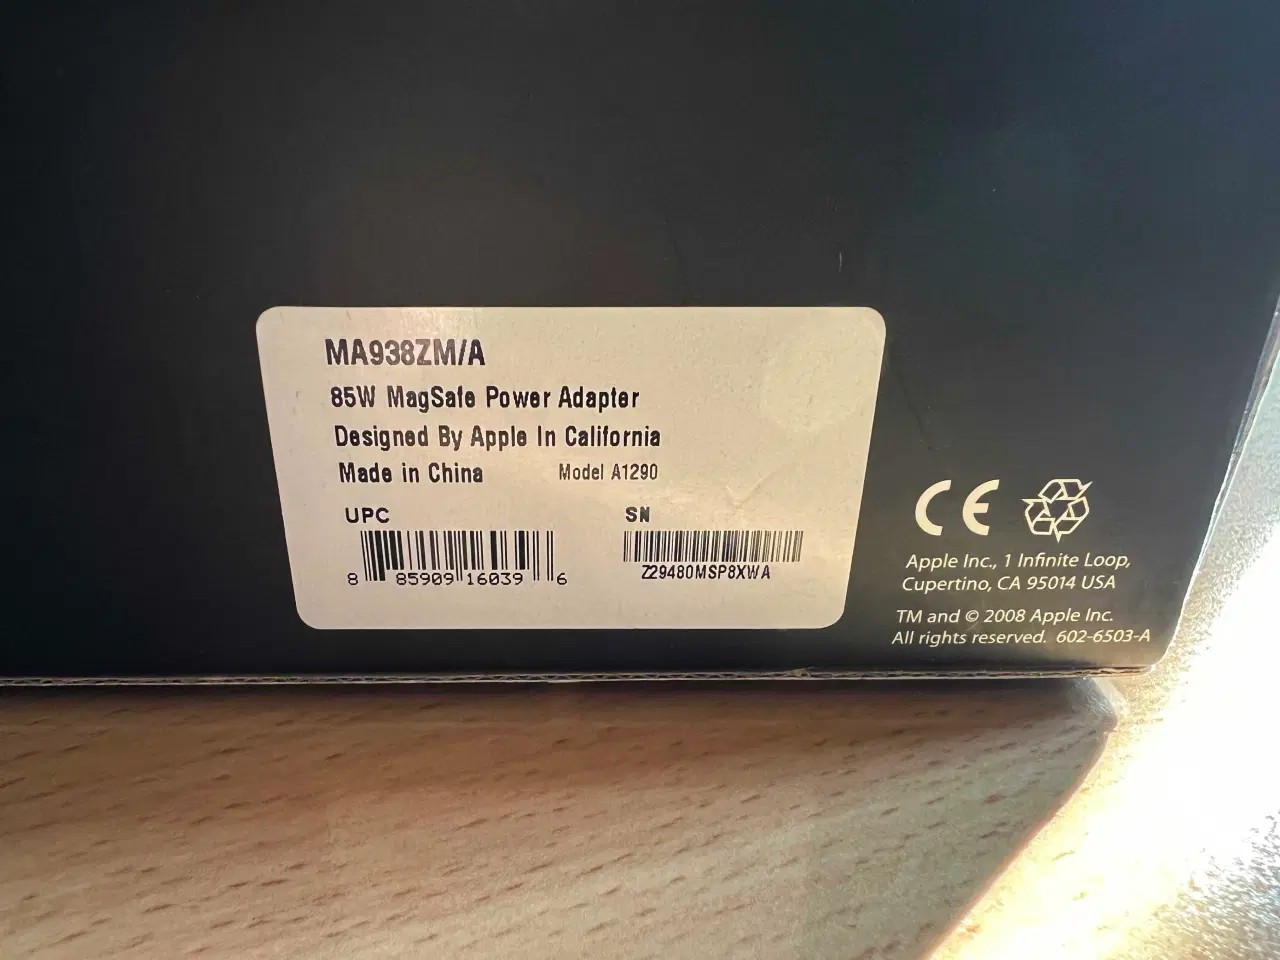 MA938ZM/A
85W MagSafe Power Adapter
Designed By Apple In California
Made in China Model A1290
UPC SN
8 85909 16039 6
Z29480MSP8XWA
CE
Apple Inc., 1 Infinite Loop,
Cupertino, CA 95014 USA
TM and © 2008 Apple Inc.
All rights reserved. 602-6503-A